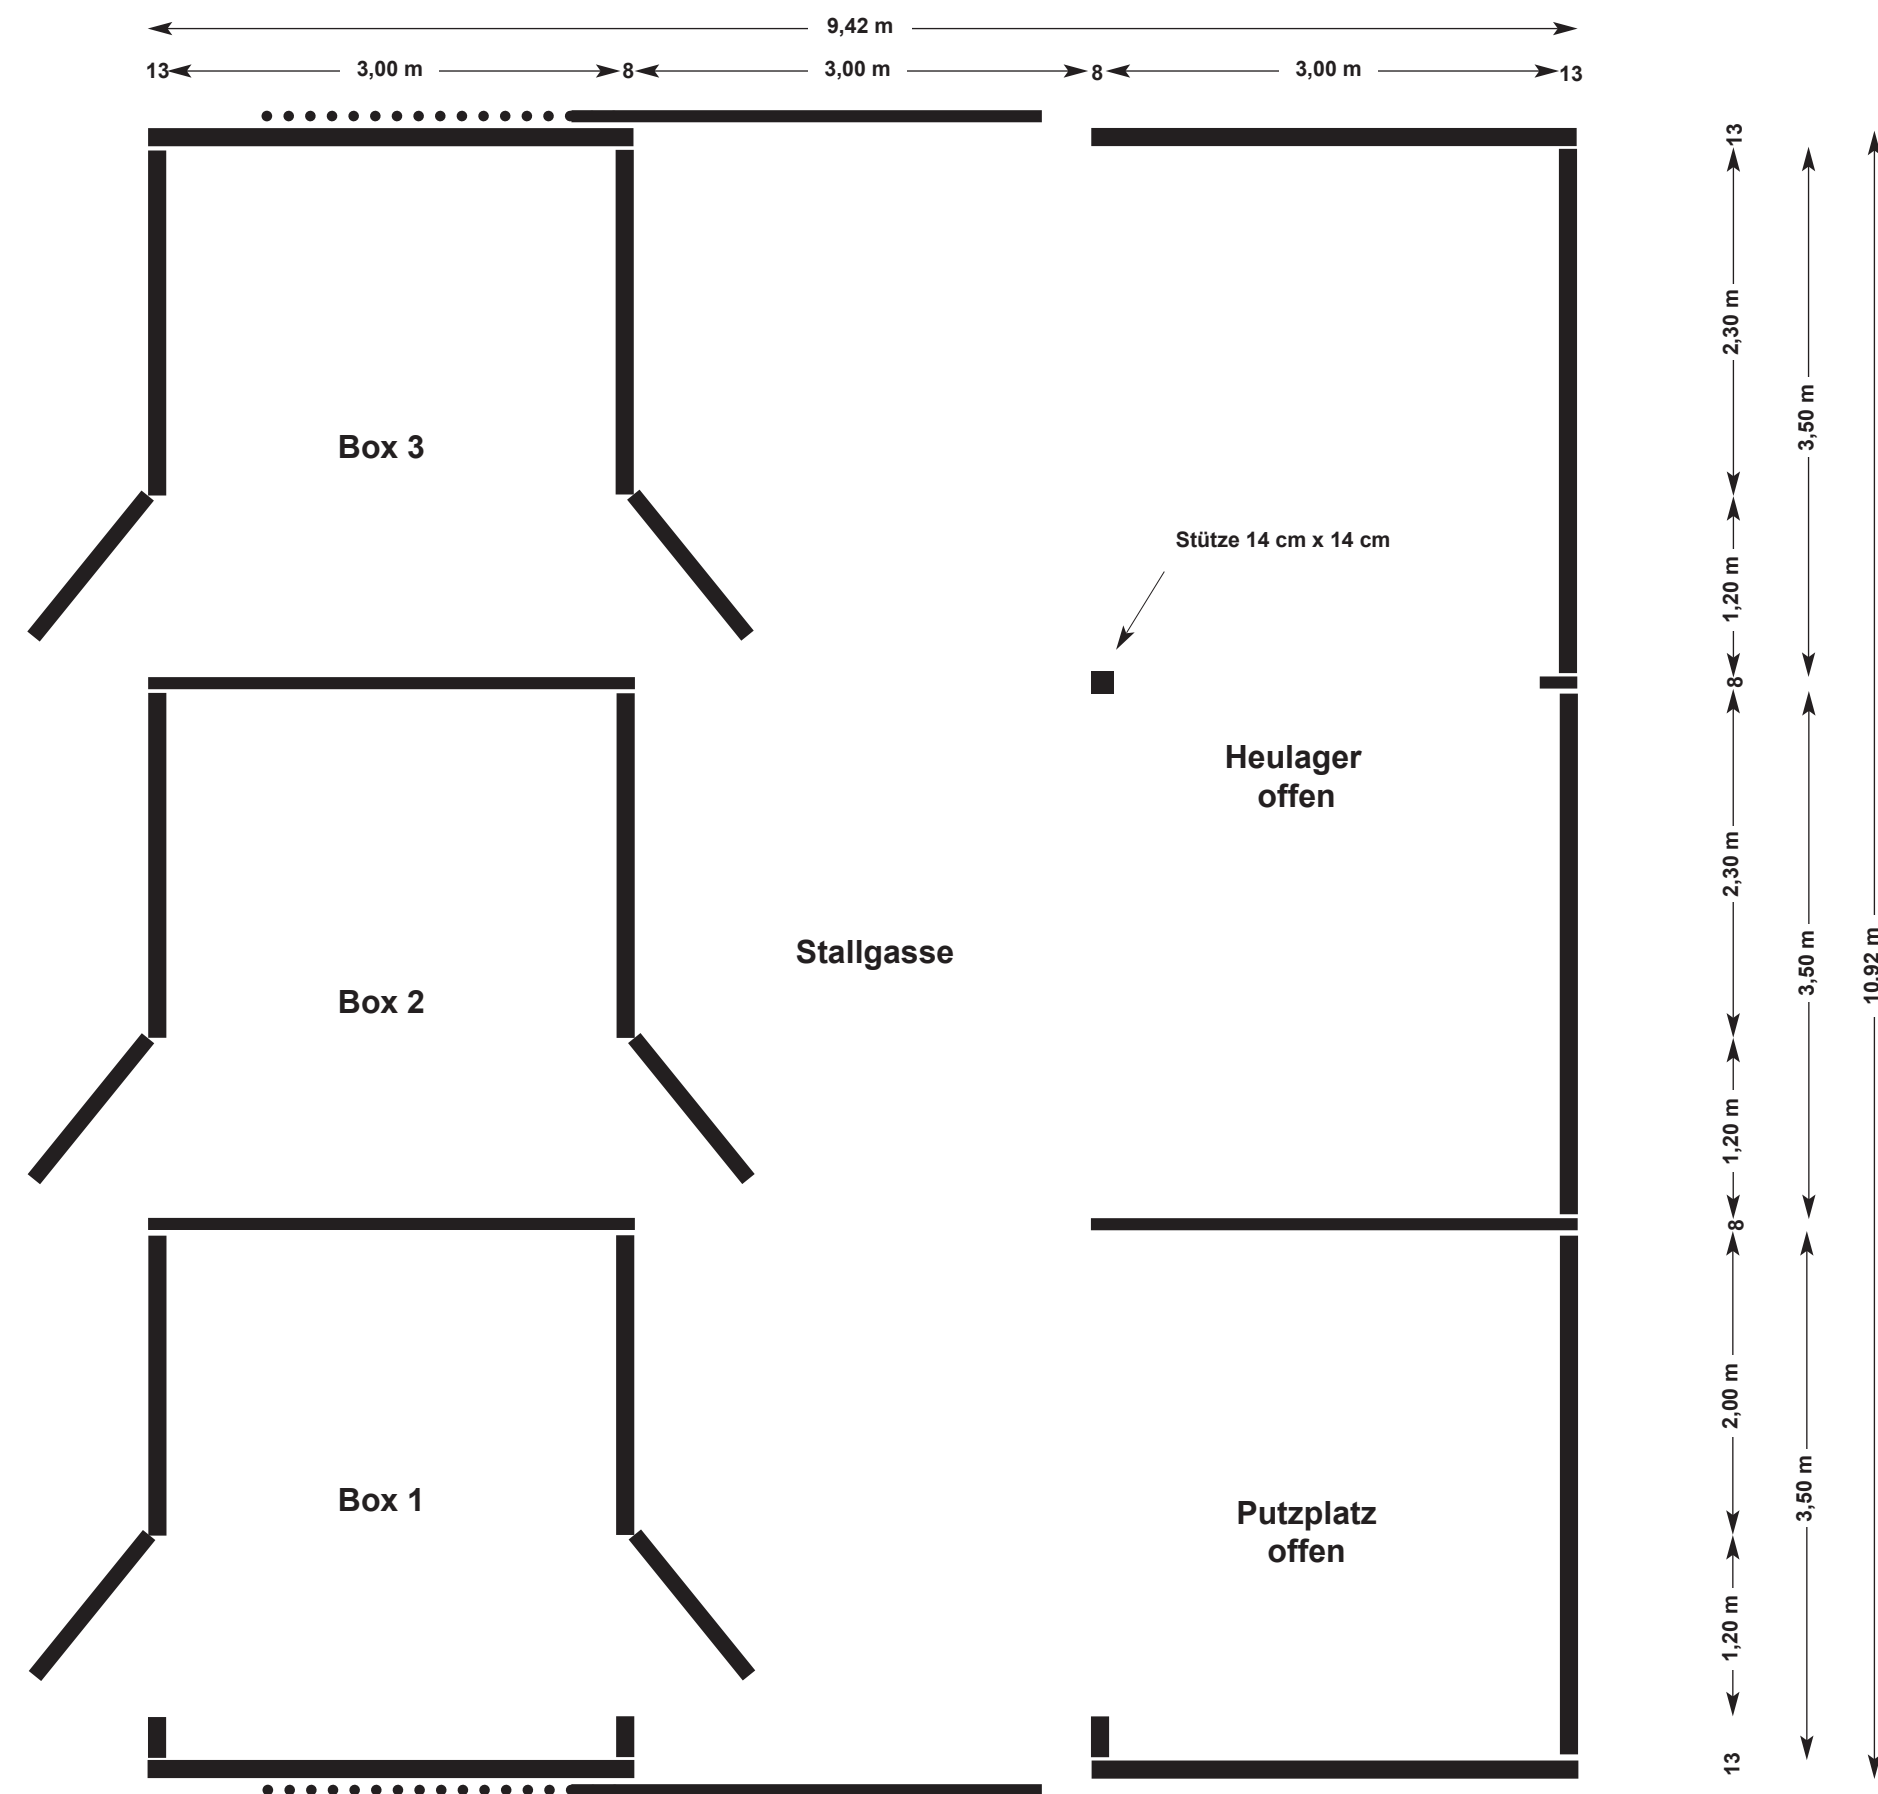 9,42 m
13 3,00 m 8 3,00 m 8 3,00 m 13
13
2,30 m
3,50 m
Box 3
Stütze 14 cm x 14 cm
1,20 m
8
Heulager
offen
2,30 m
Stallgasse
3,50 m
10,92 m
Box 2
1,20 m
8
2,00 m
3,50 m
Box 1
Putzplatz
offen
1,20 m
13